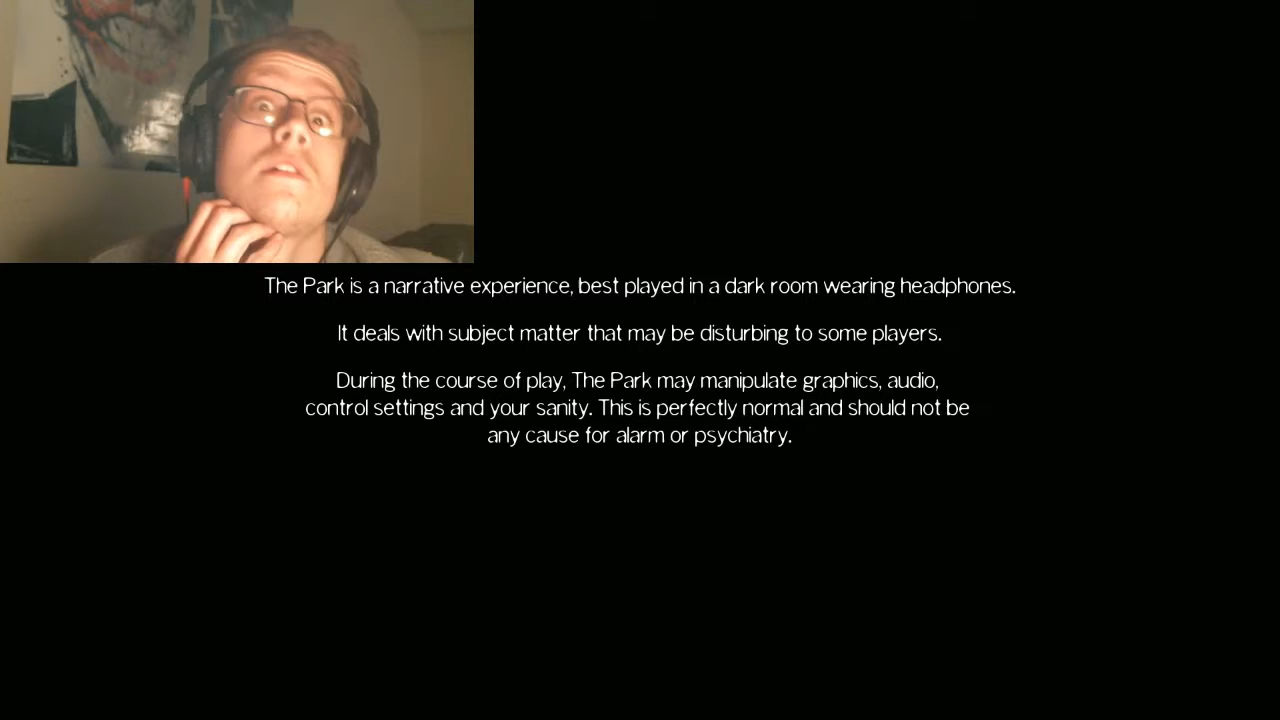 The Park is a narrative experience, best played in a dark room wearing headphones.
It deals with subject matter that may be disturbing to some players.
During the course of play, The Park may manipulate graphics, audio,
control settings and your sanity. This is perfectly normal and should not be
any cause for alarm or psychiatry.